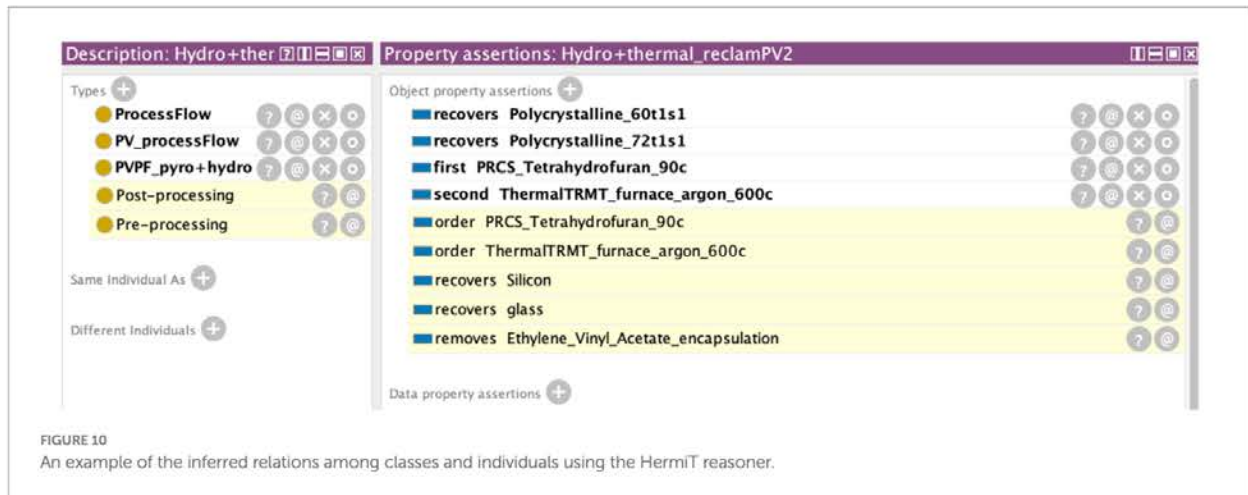 Description: Hydro+ther
Property assertions: Hydro+thermal_reclamPV2
Types
ProcessFlow
PV_processFlow
PVPF_pyro+hydro
Post-processing
Pre-processing
Same Individual As
Different Individuals
Object property assertions
recovers Polycrystalline_60t1s1
recovers Polycrystalline_72t1s1
first PRCS_Tetrahydrofuran_90c
second ThermalTRMT_furnace_argon_600c
order PRCS_Tetrahydrofuran_90c
order ThermalTRMT_furnace_argon_600c
recovers Silicon
recovers glass
removes Ethylene_Vinyl_Acetate_encapsulation
Data property assertions
FIGURE 10
An example of the inferred relations among classes and individuals using the HermiT reasoner.